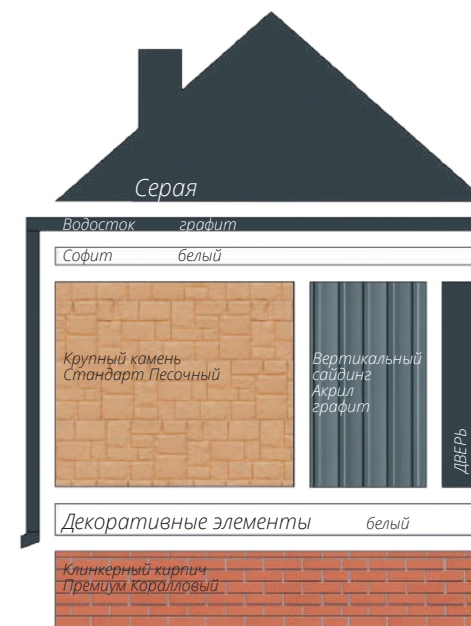 Серая
Водосток графит
Софит белый
Крупный камень
Стандарт Песочный
Вертикальный
сайдинг
Акрил
графит
ДВЕРЬ
Декоративные элементы белый
Клинкерный кирпич
Премиум Коралловый